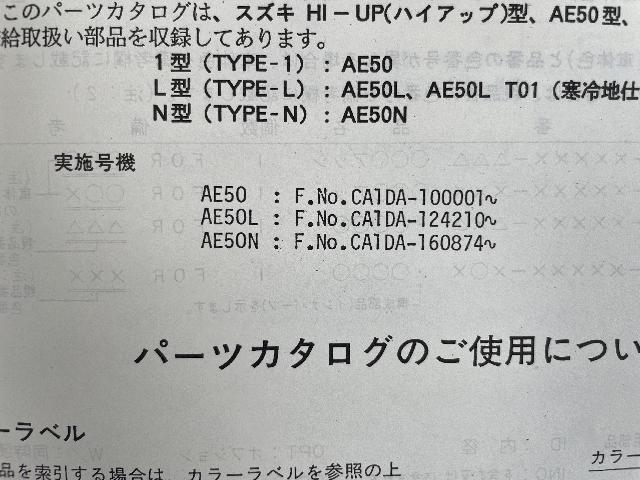 このパーツカタログは、スズキ HI−UP(ハイアップ)型、AE50型、
給取扱い部品を収録してあります。
1型(TYPE-1):AE50
L型(TYPE-L):AE50L、AE50L T01(寒冷地仕
N型(TYPE-N):AE50N
実施号機
AE50 : F.No.CA1DA-100001~
AE50L : F.No.CA1DA-124210~
AE50N : F.No.CA1DA-160874~
パーツカタログのご使用につい
ーラベル
品を索引する場合は、カラーラベルを参照の上
カラー